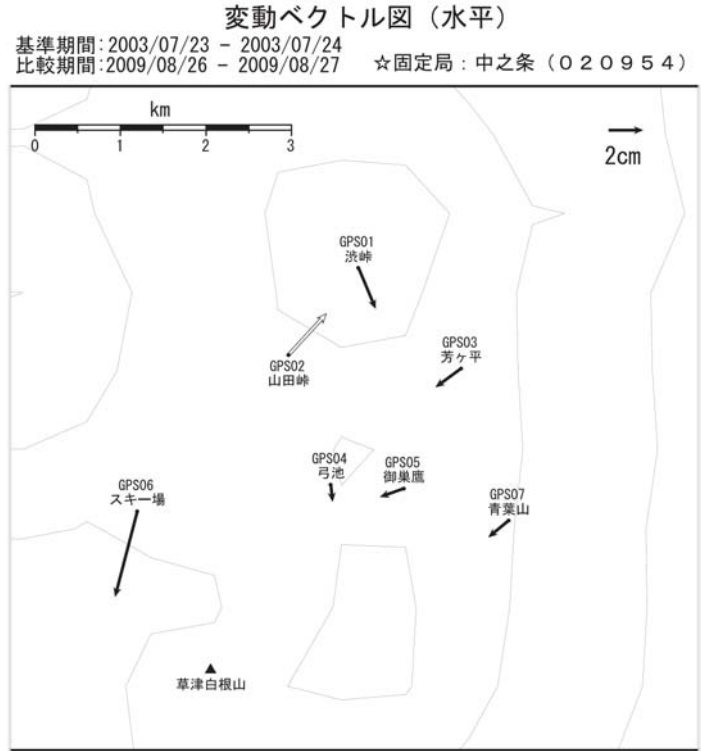 変動ベクトル図（水平）
基準期間:2003/07/23 - 2003/07/24
比較期間:2009/08/26 - 2009/08/27 ☆固定局：中之条（０２０９５４）
km
0 1 2 3
2cm
GPS01
渋峠
GPS02
山田峠
GPS03
芳ヶ平
GPS04
弓池
GPS05
御巣鷹
GPS06
スキー場
GPS07
青葉山
草津白根山